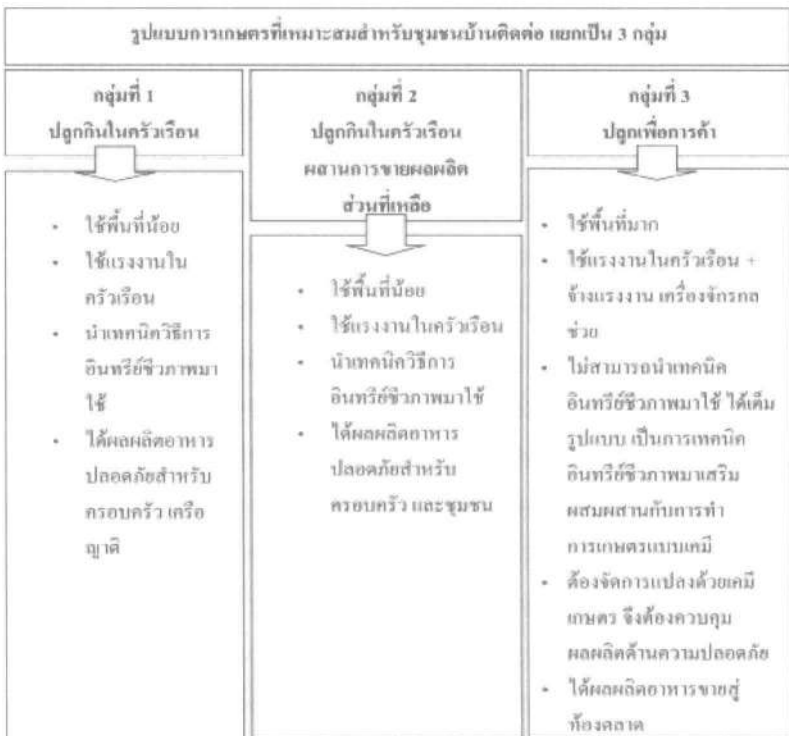 รูปแบบการเกษตรที่เหมาะสมสำหรับชุมชนบ้านติดต่อ แยกเป็น 3 กลุ่ม
กลุ่มที่ 1
ปลูกกินในครัวเรือน
• ใช้พื้นที่น้อย
• ใช้แรงงานใน
ครัวเรือน
• นำเทคนิควิธีการ
อินทรีย์ชีวภาพมา
ใช้
• ได้ผลผลิตอาหาร
ปลอดภัยสำหรับ
ครอบครัว เครือ
ญาติ
กลุ่มที่ 2
ปลูกกินในครัวเรือน
ผสานการขายผลผลิต
ส่วนที่เหลือ
• ใช้พื้นที่น้อย
• ใช้แรงงานในครัวเรือน
• นำเทคนิควิธีการ
อินทรีย์ชีวภาพมาใช้
• ได้ผลผลิตอาหาร
ปลอดภัยสำหรับ
ครอบครัว และชุมชน
กลุ่มที่ 3
ปลูกเพื่อการค้า
• ใช้พื้นที่มาก
• ใช้แรงงานในครัวเรือน +
จ้างแรงงาน เครื่องจักรกล
ช่วย
• ไม่สามารถนำเทคนิค
อินทรีย์ชีวภาพมาใช้ ได้เต็ม
รูปแบบ เป็นการเทคนิค
อินทรีย์ชีวภาพมาเสริม
ผสมผสานกับการทำ
การเกษตรแบบเคมี
• ต้องจัดการแปลงด้วยเคมี
เกษตร จึงต้องควบคุม
ผลผลิตด้านความปลอดภัย
• ได้ผลผลิตอาหารขายสู่
ท้องตลาด